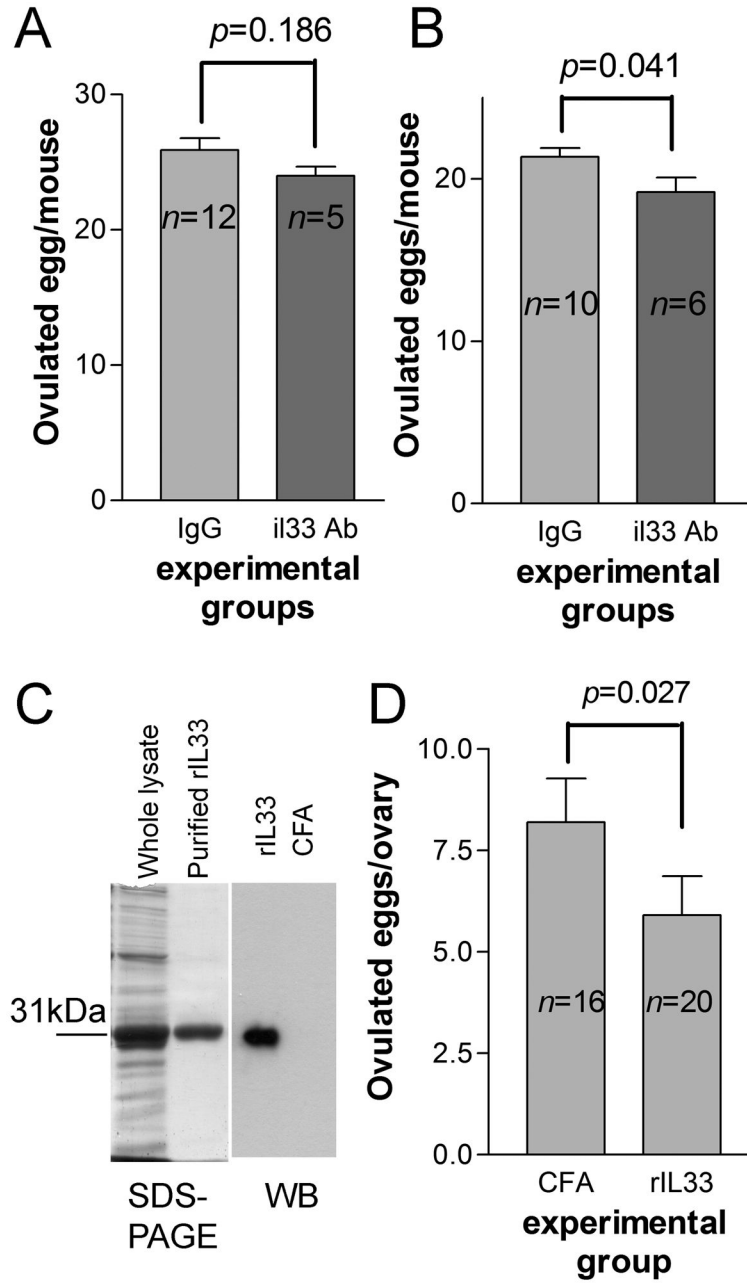 A
p=0.186
Ovulated egg/mouse
30
20
10
0
n=12
n=5
IgG
il33 Ab
experimental
groups
B
p=0.041
Ovulated eggs/mouse
20
10
0
n=10
n=6
IgG
il33 Ab
experimental
groups
C
Whole lysate
Purified rIL33
rIL33
CFA
31kDa
SDS-
PAGE
WB
D
p=0.027
Ovulated eggs/ovary
10.0
7.5
5.0
2.5
0.0
n=16
n=20
CFA
rIL33
experimental
group